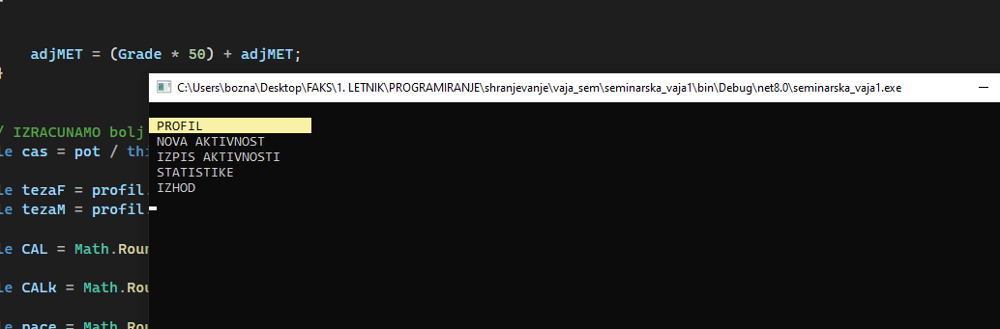 adjMET = (Grade * 50) + adjMET;
}
C:\Users\bozna\Desktop\FAKS\1. LETNIK\PROGRAMIRANJE\shranjevanje\vaja_sem\seminarska_vaja1\bin\Debug\net8.0\seminarska_vaja1.exe
PROFIL
NOVA AKTIVNOST
IZPIS AKTIVNOSTI
STATISTIKE
IZHOD
/ IZRACUNAMO bolj
le cas = pot / thi
le tezaF = profil.
le tezaM = profil.
le CAL = Math.Roun
le CALk = Math.Rou
le pace = Math.Rou